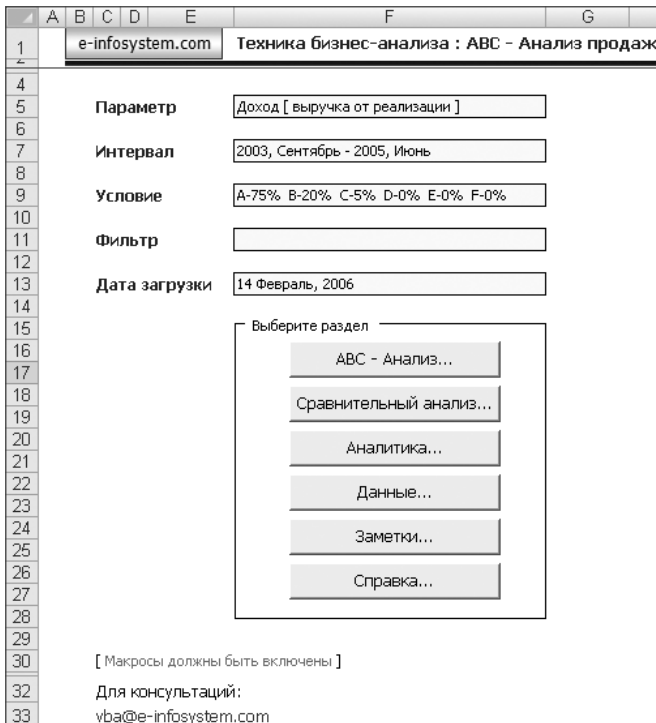 A B C D E F G
1 e-infosystem.com Техника бизнес-анализа : ABC - Анализ продаж
2
4
5 Параметр Доход [ выручка от реализации ]
6
7 Интервал 2003, Сентябрь - 2005, Июнь
8
9 Условие A-75% B-20% C-5% D-0% E-0% F-0%
10
11 Фильтр
12
13 Дата загрузки 14 Февраль, 2006
14
15 Выберите раздел
16 ABC - Анализ...
17
18 Сравнительный анализ...
19
20 Аналитика...
21
22 Данные...
23
24 Заметки...
25
26 Справка...
27
28
29
30 [ Макросы должны быть включены ]
32 Для консультаций:
33 vba@e-infosystem.com